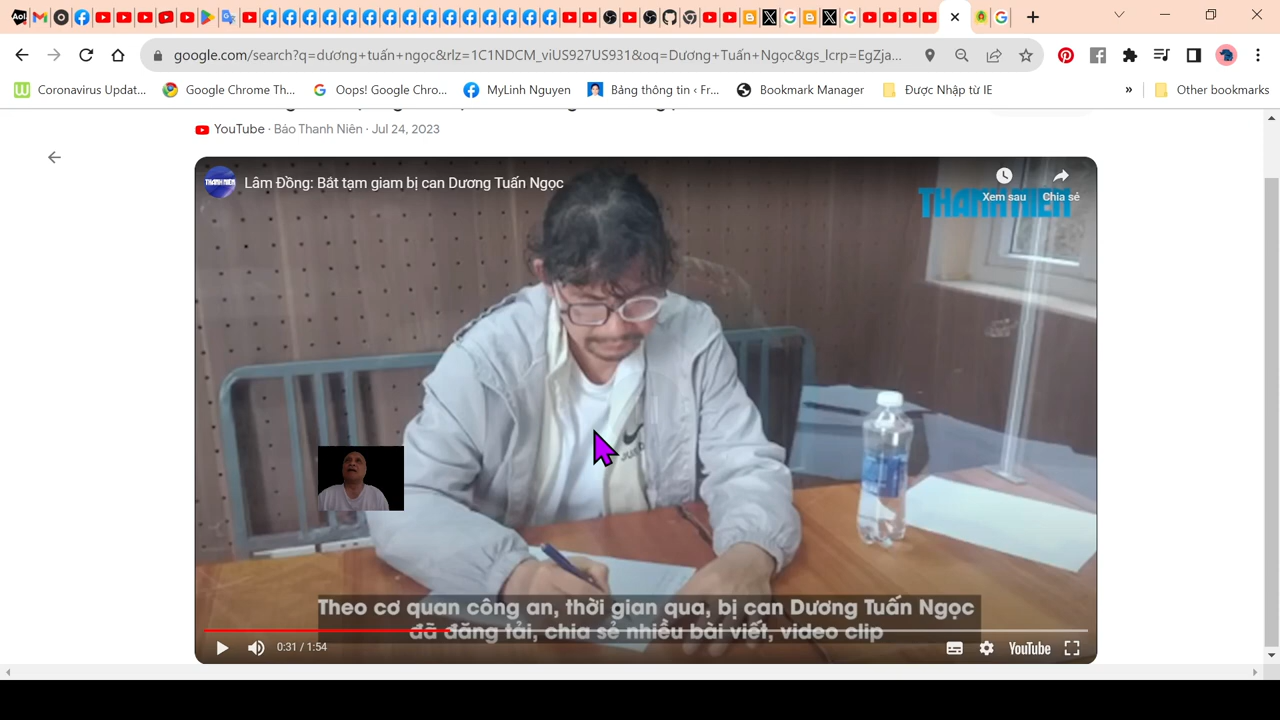 google.com/search?q=dương+tuấn+ngọc&rlz=1C1NDCM_viUS927US931&oq=Dương+Tuấn+Ngọc&gs_lcrp=EgZja...
Coronavirus Updat...
Google Chrome Th...
Oops! Google Chro...
MyLinh Nguyen
Bảng thông tin ‹ Fr...
Bookmark Manager
Được Nhập từ IE
»
Other bookmarks
YouTube · Báo Thanh Niên · Jul 24, 2023
THANH NIÊN
Lâm Đồng: Bắt tạm giam bị can Dương Tuấn Ngọc
Xem sau
Chia sẻ
THANH NIÊN
Theo cơ quan công an, thời gian qua, bị can Dương Tuấn Ngọc
đã đăng tải, chia sẻ nhiều bài viết, video clip
0:31 / 1:54
YouTube